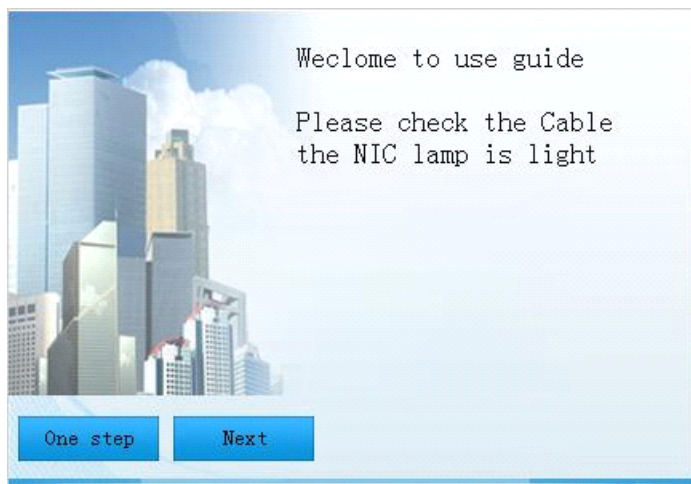 Weclome to use guide
Please check the Cable
the NIC lamp is light
One step
Next